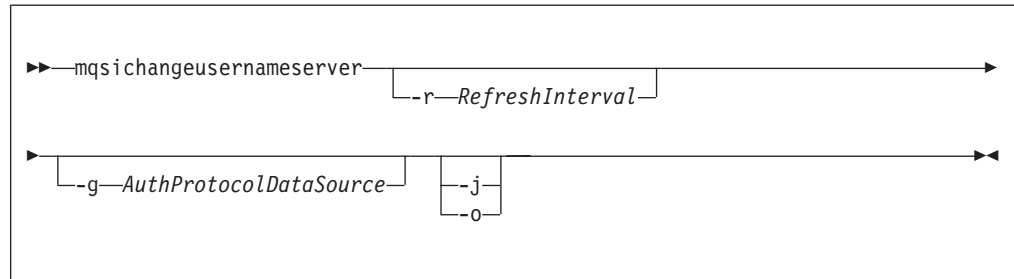 mqsichangeusernameserver
-r RefreshInterval
-g AuthProtocolDataSource
-j
-o